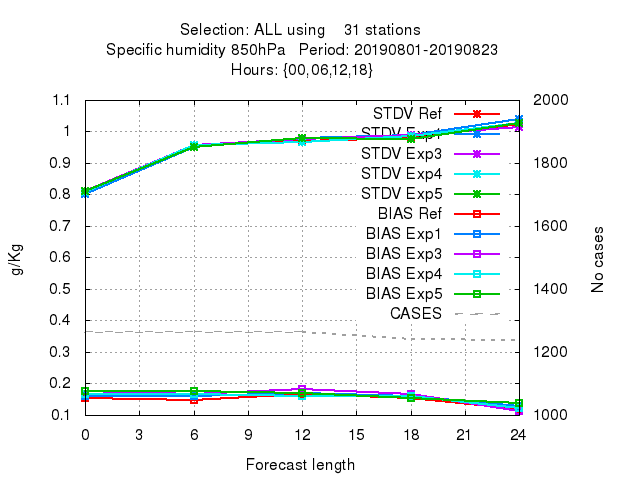 Selection: ALL using    31 stations
Specific humidity 850hPa   Period: 20190801-20190823
Hours: {00,06,12,18}
1.1
1
0.9
0.8
0.7
0.6
0.5
0.4
0.3
0.2
0.1
g/Kg
2000
1800
1600
1400
1200
1000
No cases
STDV Ref
STDV Exp1
STDV Exp3
STDV Exp4
STDV Exp5
BIAS Ref
BIAS Exp1
BIAS Exp3
BIAS Exp4
BIAS Exp5
CASES
0 3 6 9 12 15 18 21 24
Forecast length